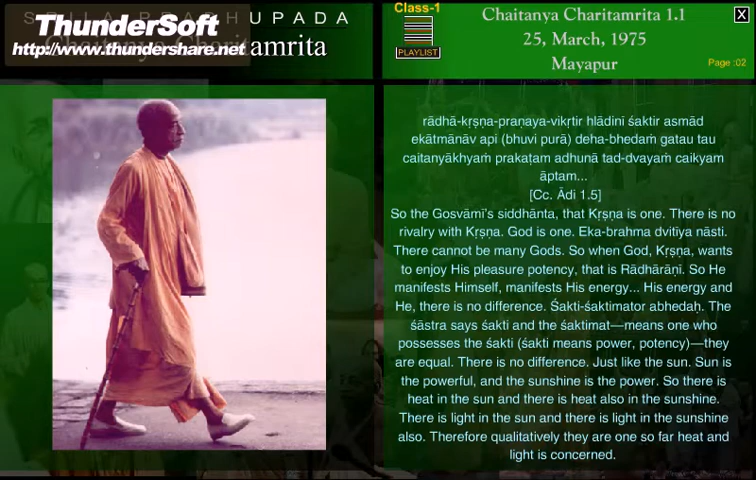 SRILA PRABHUPADA
ThunderSoft
http://www.thundershare.net
Class-1
PLAYLIST
Chaitanya Charitamrita 1.1
25, March, 1975
Mayapur
X
Page :02
rādhā-kṛṣṇa-praṇaya-vikṛtir hlādinī śaktir asmād
ekātmānāv api (bhuvi purā) deha-bhedaṁ gatau tau
caitanyākhyaṁ prakaṭam adhunā tad-dvayaṁ caikyam
āptam...
[Cc. Ādi 1.5]
So the Gosvāmī's siddhānta, that Kṛṣṇa is one. There is no
rivalry with Kṛṣṇa. God is one. Eka-brahma dvitīya nāsti.
There cannot be many Gods. So when God, Kṛṣṇa, wants
to enjoy His pleasure potency, that is Rādhārāṇī. So He
manifests Himself, manifests His energy... His energy and
He, there is no difference. Śakti-śaktimator abhedaḥ. The
śāstra says śakti and the śaktimat—means one who
possesses the śakti (śakti means power, potency)—they
are equal. There is no difference. Just like the sun. Sun is
the powerful, and the sunshine is the power. So there is
heat in the sun and there is heat also in the sunshine.
There is light in the sun and there is light in the sunshine
also. Therefore qualitatively they are one so far heat and
light is concerned.